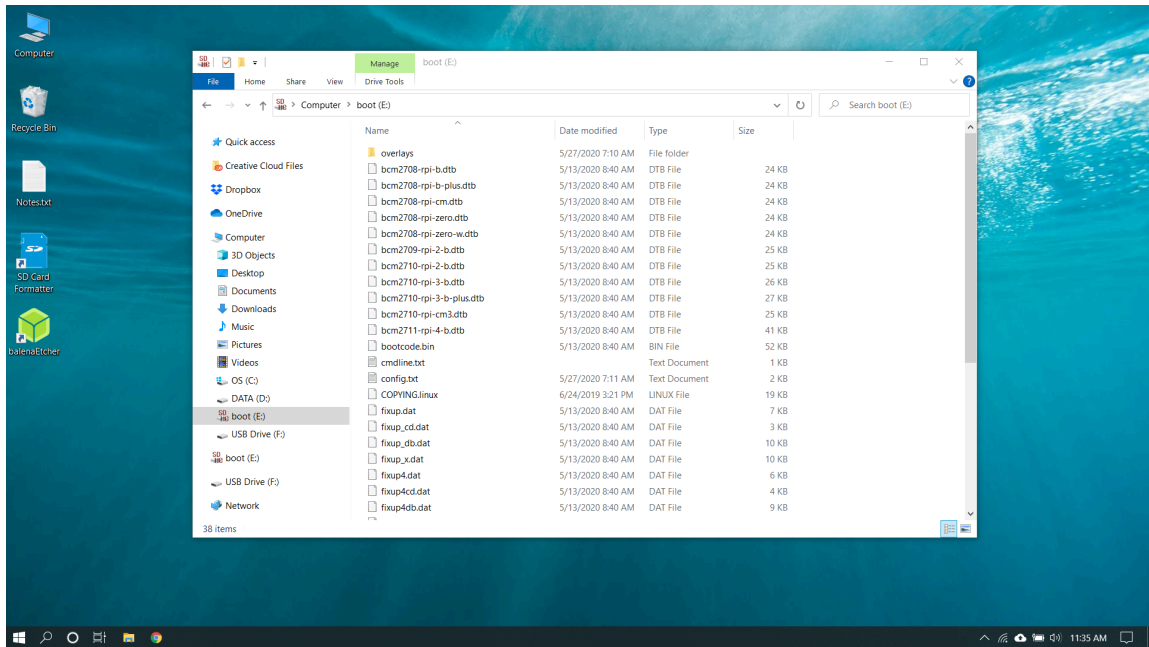 Computer
Recycle Bin
Notes.txt
SD Card
Formatter
balenaEtcher
Manage boot (E:)
File Home Share View Drive Tools
Computer boot (E:) Search boot (E:)
Quick access
Creative Cloud Files
Dropbox
OneDrive
Computer
3D Objects
Desktop
Documents
Downloads
Music
Pictures
Videos
OS (C:)
DATA (D:)
boot (E:)
USB Drive (F:)
boot (E:)
USB Drive (F:)
Network
Name Date modified Type Size
overlays 5/27/2020 7:10 AM File folder
bcm2708-rpi-b.dtb 5/13/2020 8:40 AM DTB File 24 KB
bcm2708-rpi-b-plus.dtb 5/13/2020 8:40 AM DTB File 24 KB
bcm2708-rpi-cm.dtb 5/13/2020 8:40 AM DTB File 24 KB
bcm2708-rpi-zero.dtb 5/13/2020 8:40 AM DTB File 24 KB
bcm2708-rpi-zero-w.dtb 5/13/2020 8:40 AM DTB File 24 KB
bcm2709-rpi-2-b.dtb 5/13/2020 8:40 AM DTB File 25 KB
bcm2710-rpi-2-b.dtb 5/13/2020 8:40 AM DTB File 25 KB
bcm2710-rpi-3-b.dtb 5/13/2020 8:40 AM DTB File 26 KB
bcm2710-rpi-3-b-plus.dtb 5/13/2020 8:40 AM DTB File 27 KB
bcm2710-rpi-cm3.dtb 5/13/2020 8:40 AM DTB File 25 KB
bcm2711-rpi-4-b.dtb 5/13/2020 8:40 AM DTB File 41 KB
bootcode.bin 5/13/2020 8:40 AM BIN File 52 KB
cmdline.txt Text Document 1 KB
config.txt 5/27/2020 7:11 AM Text Document 2 KB
COPYING.linux 6/24/2019 3:21 PM LINUX File 19 KB
fixup.dat 5/13/2020 8:40 AM DAT File 7 KB
fixup_cd.dat 5/13/2020 8:40 AM DAT File 3 KB
fixup_db.dat 5/13/2020 8:40 AM DAT File 10 KB
fixup_x.dat 5/13/2020 8:40 AM DAT File 10 KB
fixup4.dat 5/13/2020 8:40 AM DAT File 6 KB
fixup4cd.dat 5/13/2020 8:40 AM DAT File 4 KB
fixup4db.dat 5/13/2020 8:40 AM DAT File 9 KB
38 items
11:35 AM